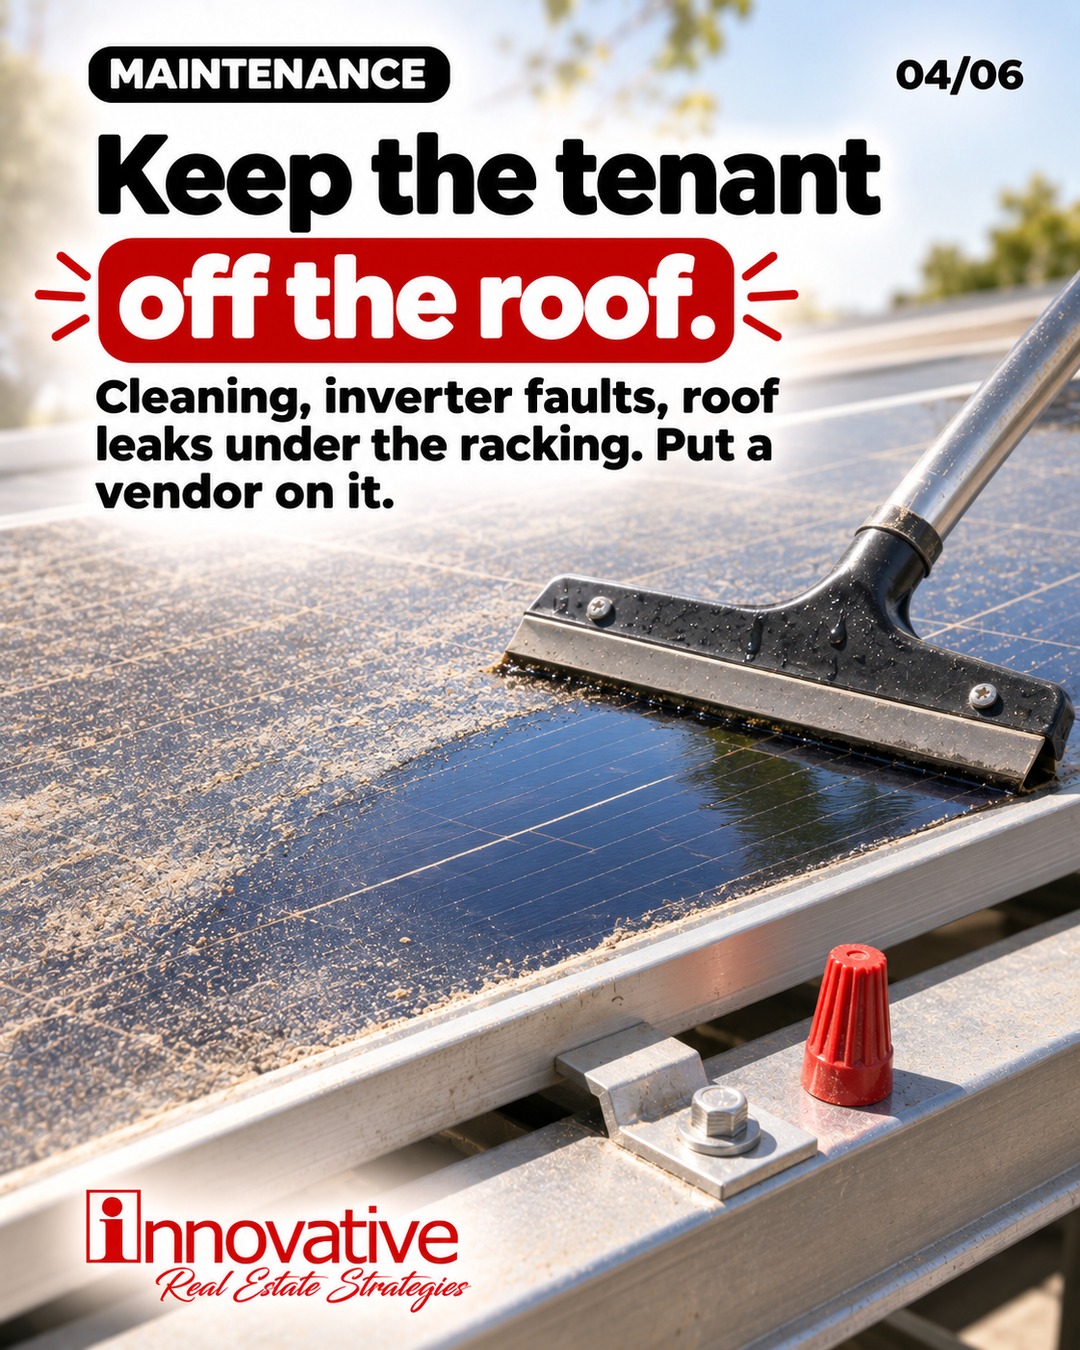 MAINTENANCE
04/06
Keep the tenant
off the roof.
Cleaning, inverter faults, roof
leaks under the racking. Put a
vendor on it.
innovative
Real Estate Strategies